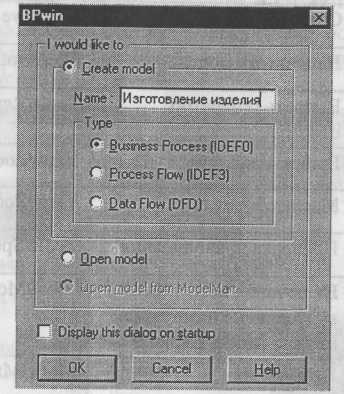 BPwin
I would like to
Create model
Name : Изготовление изделия
Type
Business Process (IDEF0)
Process Flow (IDEF3)
Data Flow (DFD)
Open model
Open model from ModelMart
Display this dialog on startup
OK
Cancel
Help